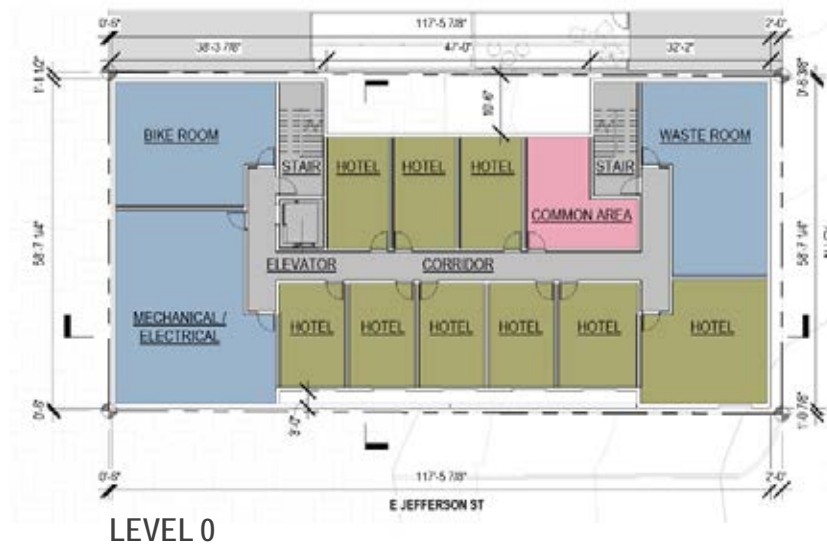 0'-6"
117'-5 7/8"
2'-0"
38'-3 7/8"
47'-0"
32'-2"
1'-8 1/2"
0'-6 3/8"
10'-6"
BIKE ROOM
WASTE ROOM
STAIR
HOTEL
HOTEL
HOTEL
STAIR
COMMON AREA
58'-7 1/4"
58'-7 1/4"
ELEVATOR
CORRIDOR
MECHANICAL /
ELECTRICAL
HOTEL
HOTEL
HOTEL
HOTEL
HOTEL
HOTEL
0'-6"
3'-0"
1'-0 7/8"
0'-6"
117'-5 7/8"
2'-0"
E JEFFERSON ST
LEVEL 0